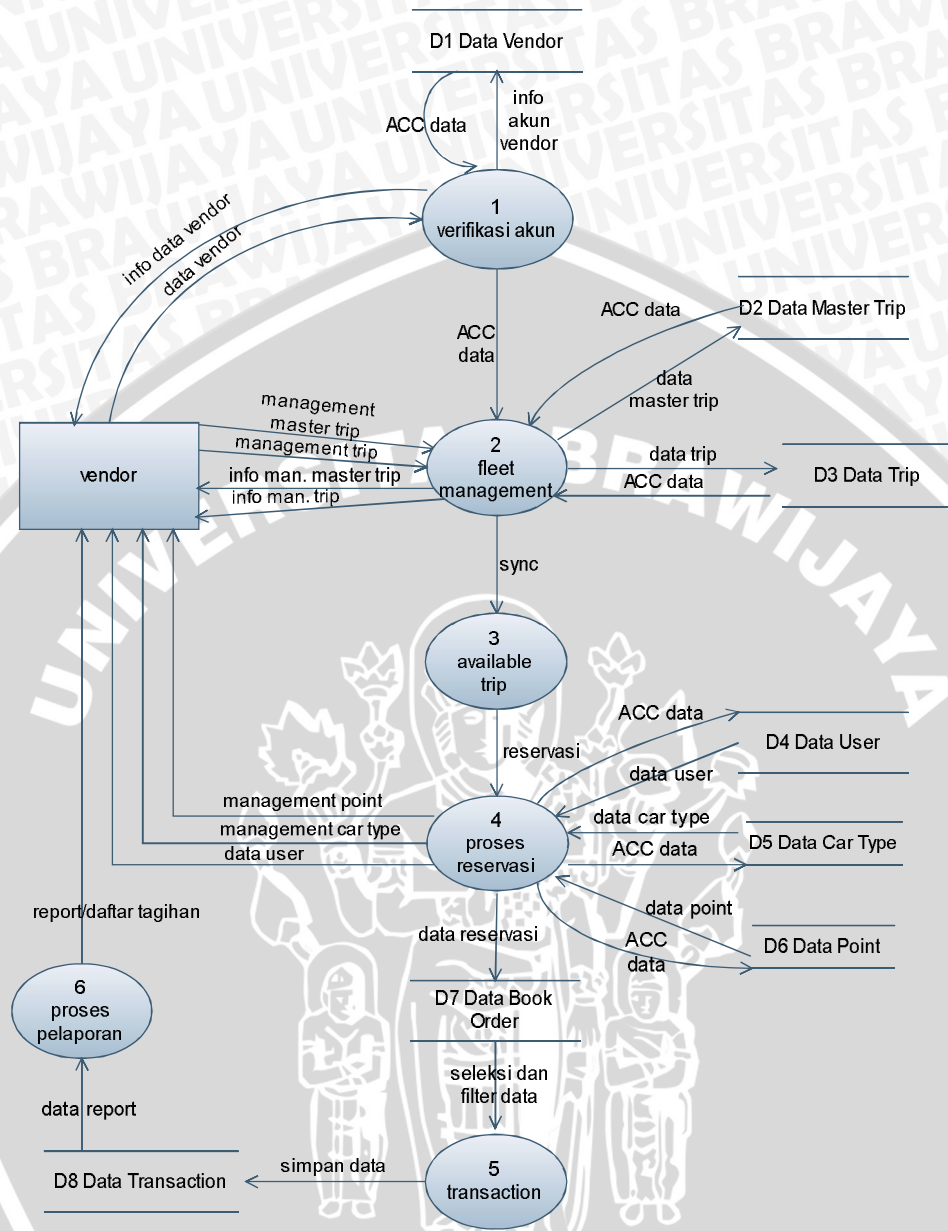 D1 Data Vendor
ACC data
info
akun
vendor
1
verifikasi akun
info data vendor
data vendor
ACC
data
ACC data
D2 Data Master Trip
data
master trip
management
master trip
management trip
info man. master trip
info man. trip
vendor
2
fleet
management
data trip
ACC data
D3 Data Trip
sync
3
available
trip
reservasi
ACC data
D4 Data User
data user
management point
management car type
data user
4
proses
reservasi
data car type
ACC data
D5 Data Car Type
data point
ACC
data
D6 Data Point
report/daftar tagihan
data reservasi
6
proses
pelaporan
D7 Data Book
Order
seleksi dan
filter data
data report
D8 Data Transaction
simpan data
5
transaction
UNIVERSITAS BRAWIJAYA